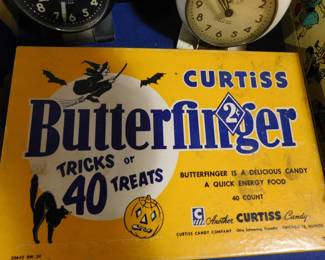 CURTiSS
Butterfinger
2¢
TRICKS or
40 TREATS
BUTTERFINGER IS A DELICIOUS CANDY
A QUICK ENERGY FOOD
40 COUNT
Another CURTISS Candy
CURTISS CANDY COMPANY